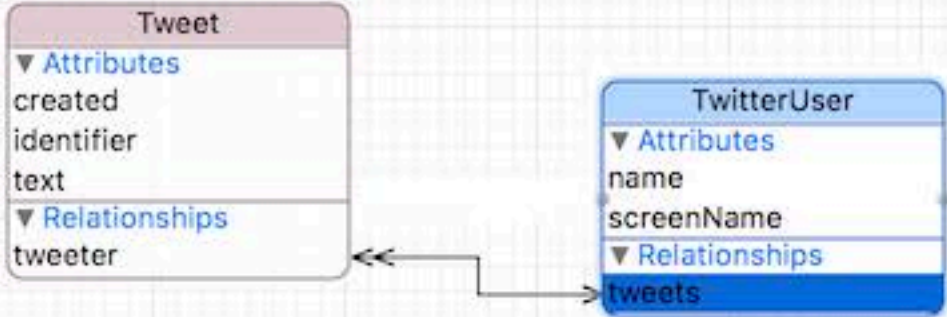 Tweet
▼ Attributes
created
identifier
text
▼ Relationships
tweeter
TwitterUser
▼ Attributes
name
screenName
▼ Relationships
tweets